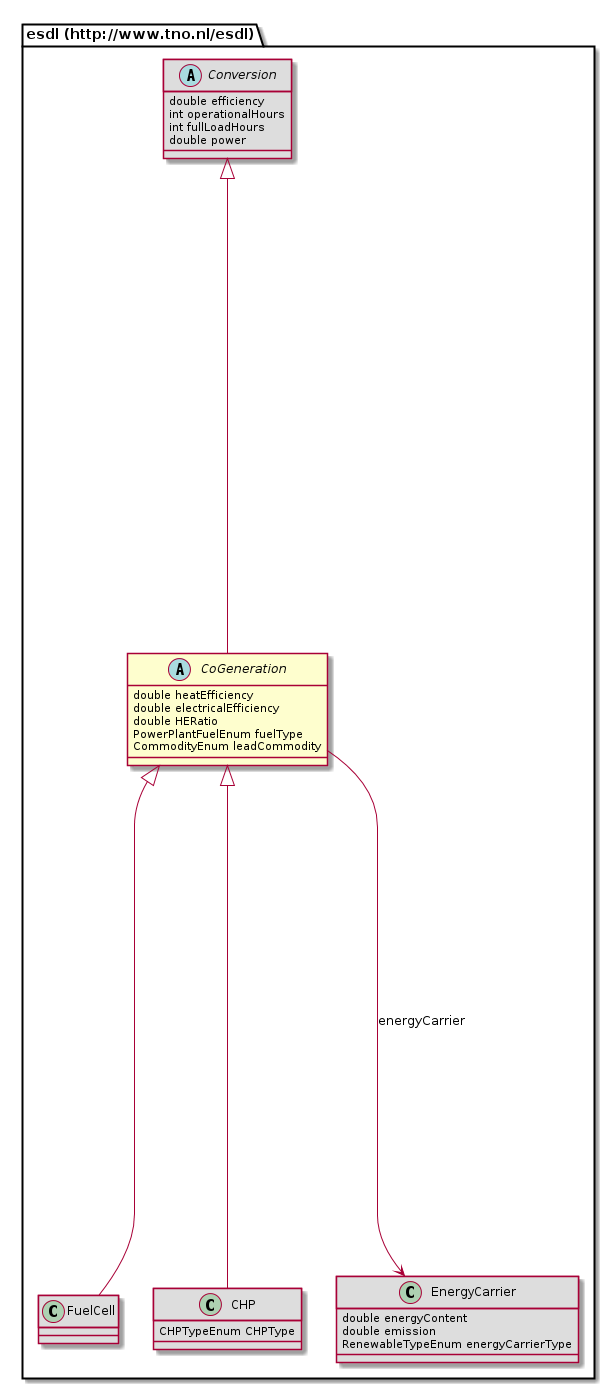 esdl (http://www.tno.nl/esdl)
A Conversion
double efficiency
int operationalHours
int fullLoadHours
double power
A CoGeneration
double heatEfficiency
double electricalEfficiency
double HERatio
PowerPlantFuelEnum fuelType
CommodityEnum leadCommodity
energyCarrier
C FuelCell
C CHP
CHPTypeEnum CHPType
C EnergyCarrier
double energyContent
double emission
RenewableTypeEnum energyCarrierType